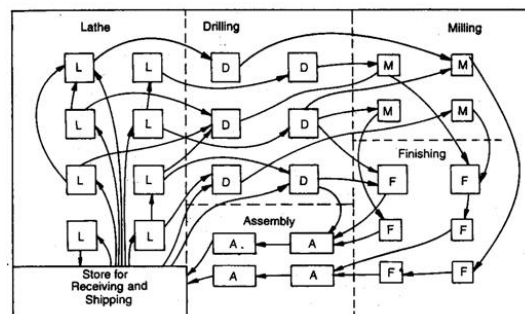 Lathe Drilling Milling
L L D D M M
L L D D M M
Finishing
L L D D F F
Assembly
L L A. A F F
Store for
Receiving and
Shipping
A A F F